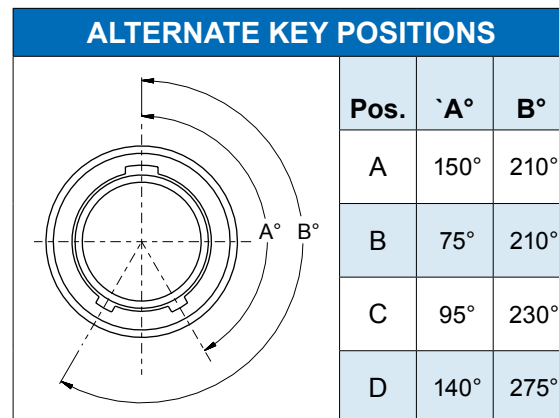 ALTERNATE KEY POSITIONS
A° B°
Pos. `A° B°
A 150° 210°
B 75° 210°
C 95° 230°
D 140° 275°